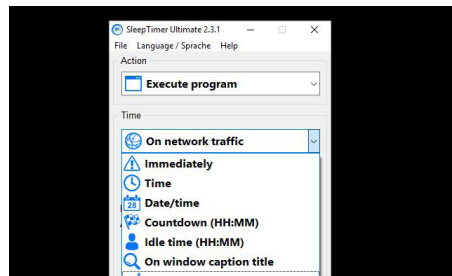 SleepTimer Ultimate 2.3.1
File Language / Sprache Help
Action
Execute program
Time
On network traffic
Immediately
Time
28 Date/time
Countdown (HH:MM)
Idle time (HH:MM)
On window caption title